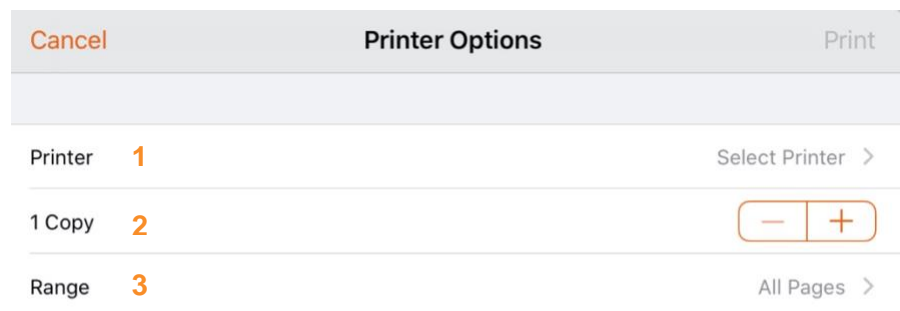 Cancel Printer Options Print
Printer 1 Select Printer >
1 Copy 2 − +
Range 3 All Pages >